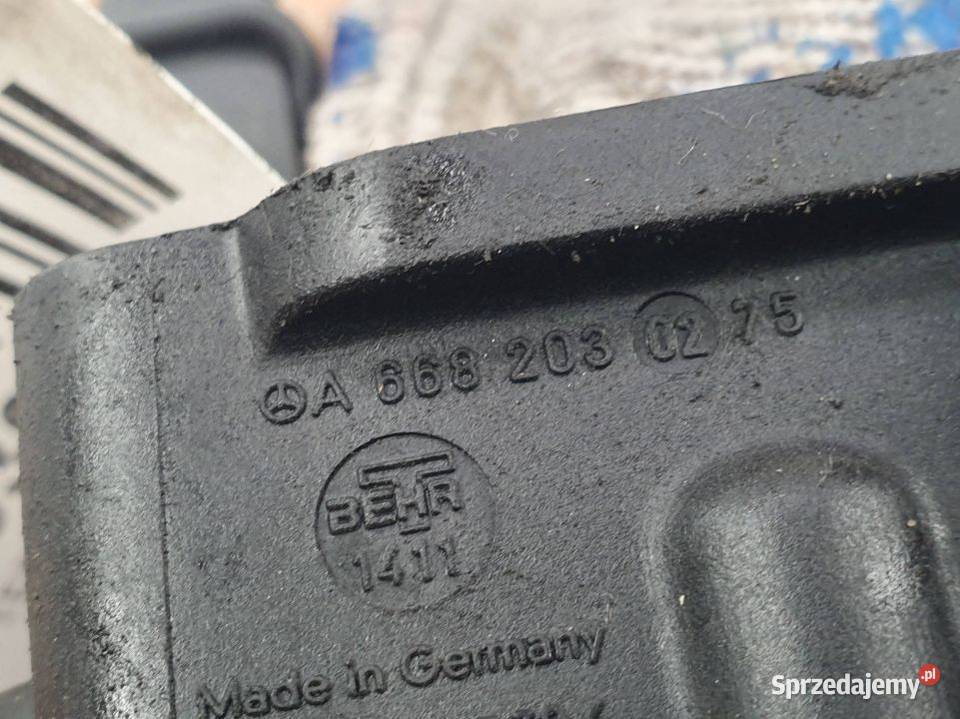 A 668 203 02 75
BEHR
1411
Made in Germany
Sprzedajemy.pl